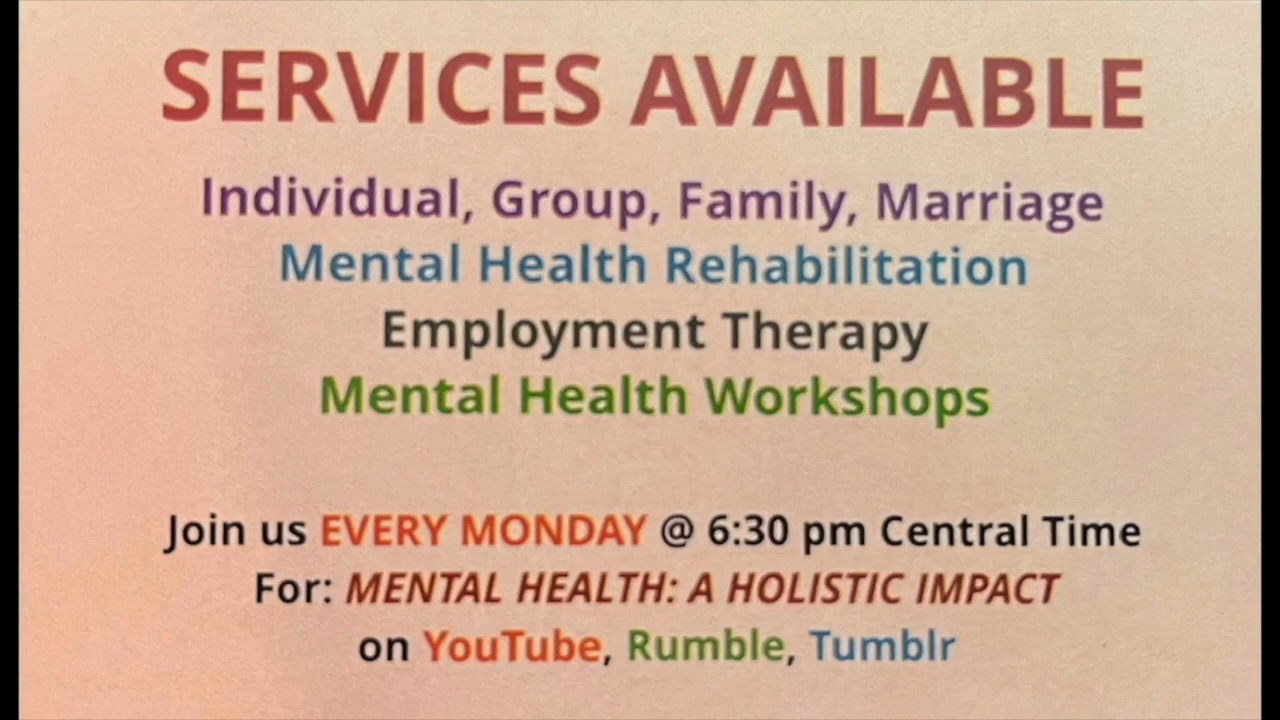 SERVICES AVAILABLE
Individual, Group, Family, Marriage
Mental Health Rehabilitation
Employment Therapy
Mental Health Workshops
Join us EVERY MONDAY @ 6:30 pm Central Time
For: MENTAL HEALTH: A HOLISTIC IMPACT
on YouTube, Rumble, Tumblr